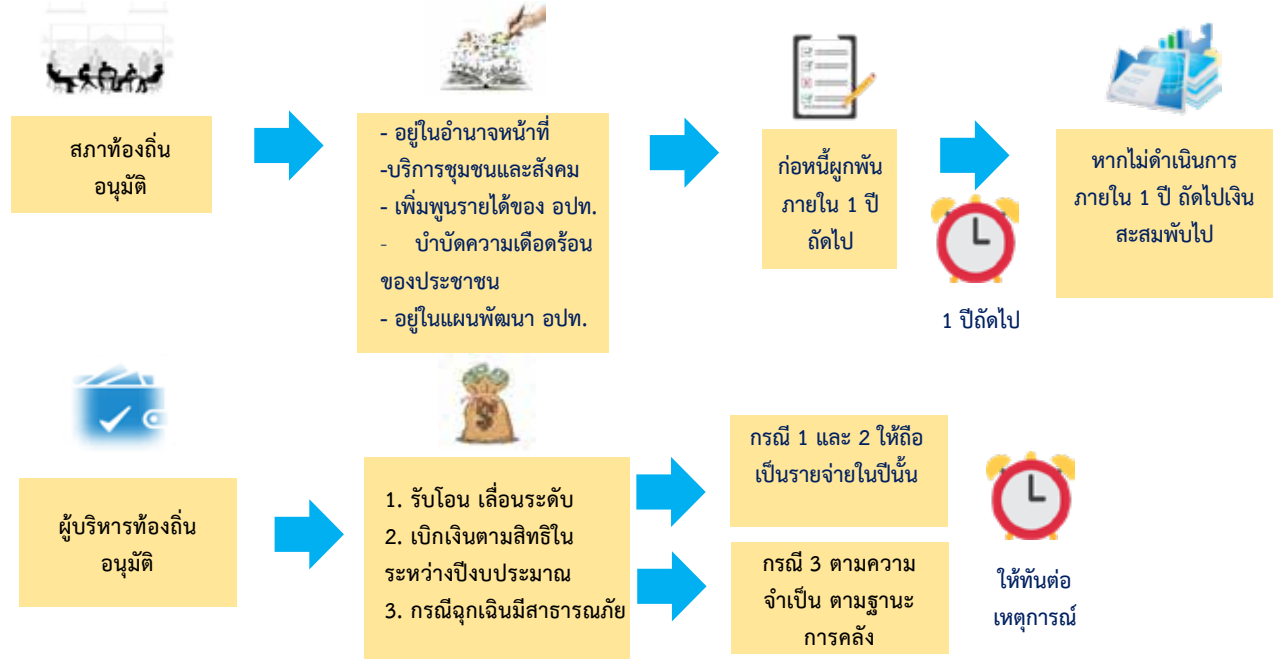 สภาท้องถิ่น
อนุมัติ
- อยู่ในอำนาจหน้าที่
-บริการชุมชนและสังคม
- เพิ่มพูนรายได้ของ อปท.
- บำบัดความเดือดร้อน
ของประชาชน
- อยู่ในแผนพัฒนา อปท.
ก่อหนี้ผูกพัน
ภายใน 1 ปี
ถัดไป
1 ปีถัดไป
หากไม่ดำเนินการ
ภายใน 1 ปี ถัดไปเงิน
สะสมพับไป
ผู้บริหารท้องถิ่น
อนุมัติ
1. รับโอน เลื่อนระดับ
2. เบิกเงินตามสิทธิใน
ระหว่างปีงบประมาณ
3. กรณีฉุกเฉินมีสาธารณภัย
กรณี 1 และ 2 ให้ถือ
เป็นรายจ่ายในปีนั้น
กรณี 3 ตามความ
จำเป็น ตามฐานะ
การคลัง
ให้ทันต่อ
เหตุการณ์